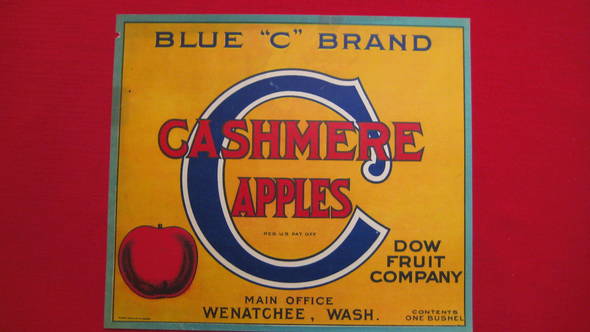 BLUE "C" BRAND
C
CASHMERE
APPLES
REG. U.S. PAT. OFF.
DOW
FRUIT
COMPANY
MAIN OFFICE
WENATCHEE, WASH.
CONTENTS
ONE BUSHEL